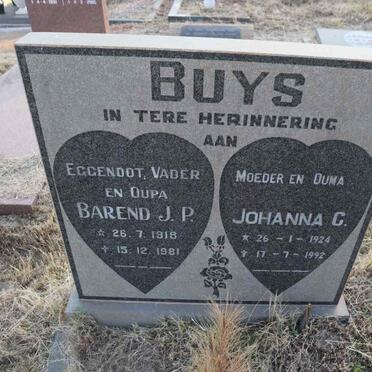 BUYS
IN TERE HERINNERING
AAN
EGGENOOT, VADER
EN OUPA
BAREND J.P.
☆ 26.7.1918
† 15.12.1981
MOEDER EN OUMA
JOHANNA C.
☆ 26-1-1924
† 17-7-1992